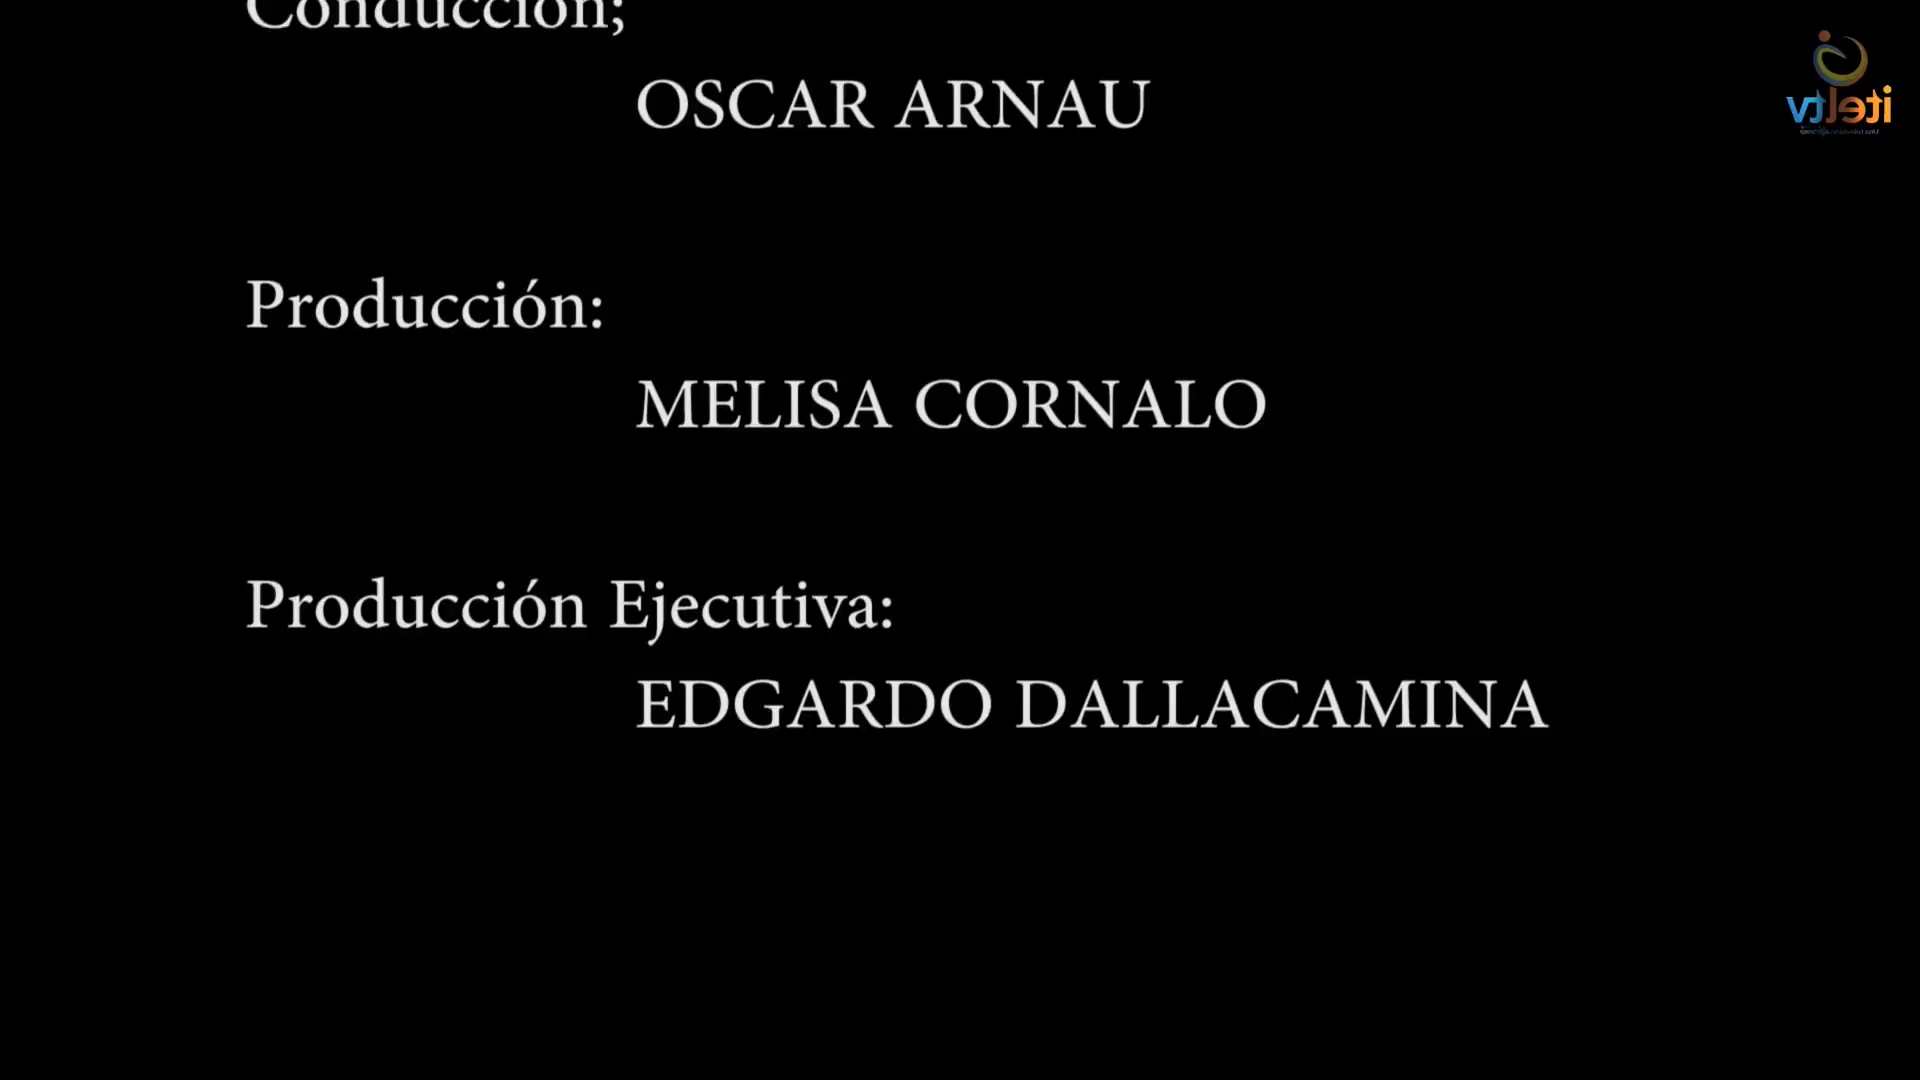 Conducción;
OSCAR ARNAU
Producción:
MELISA CORNALO
Producción Ejecutiva:
EDGARDO DALLACAMINA